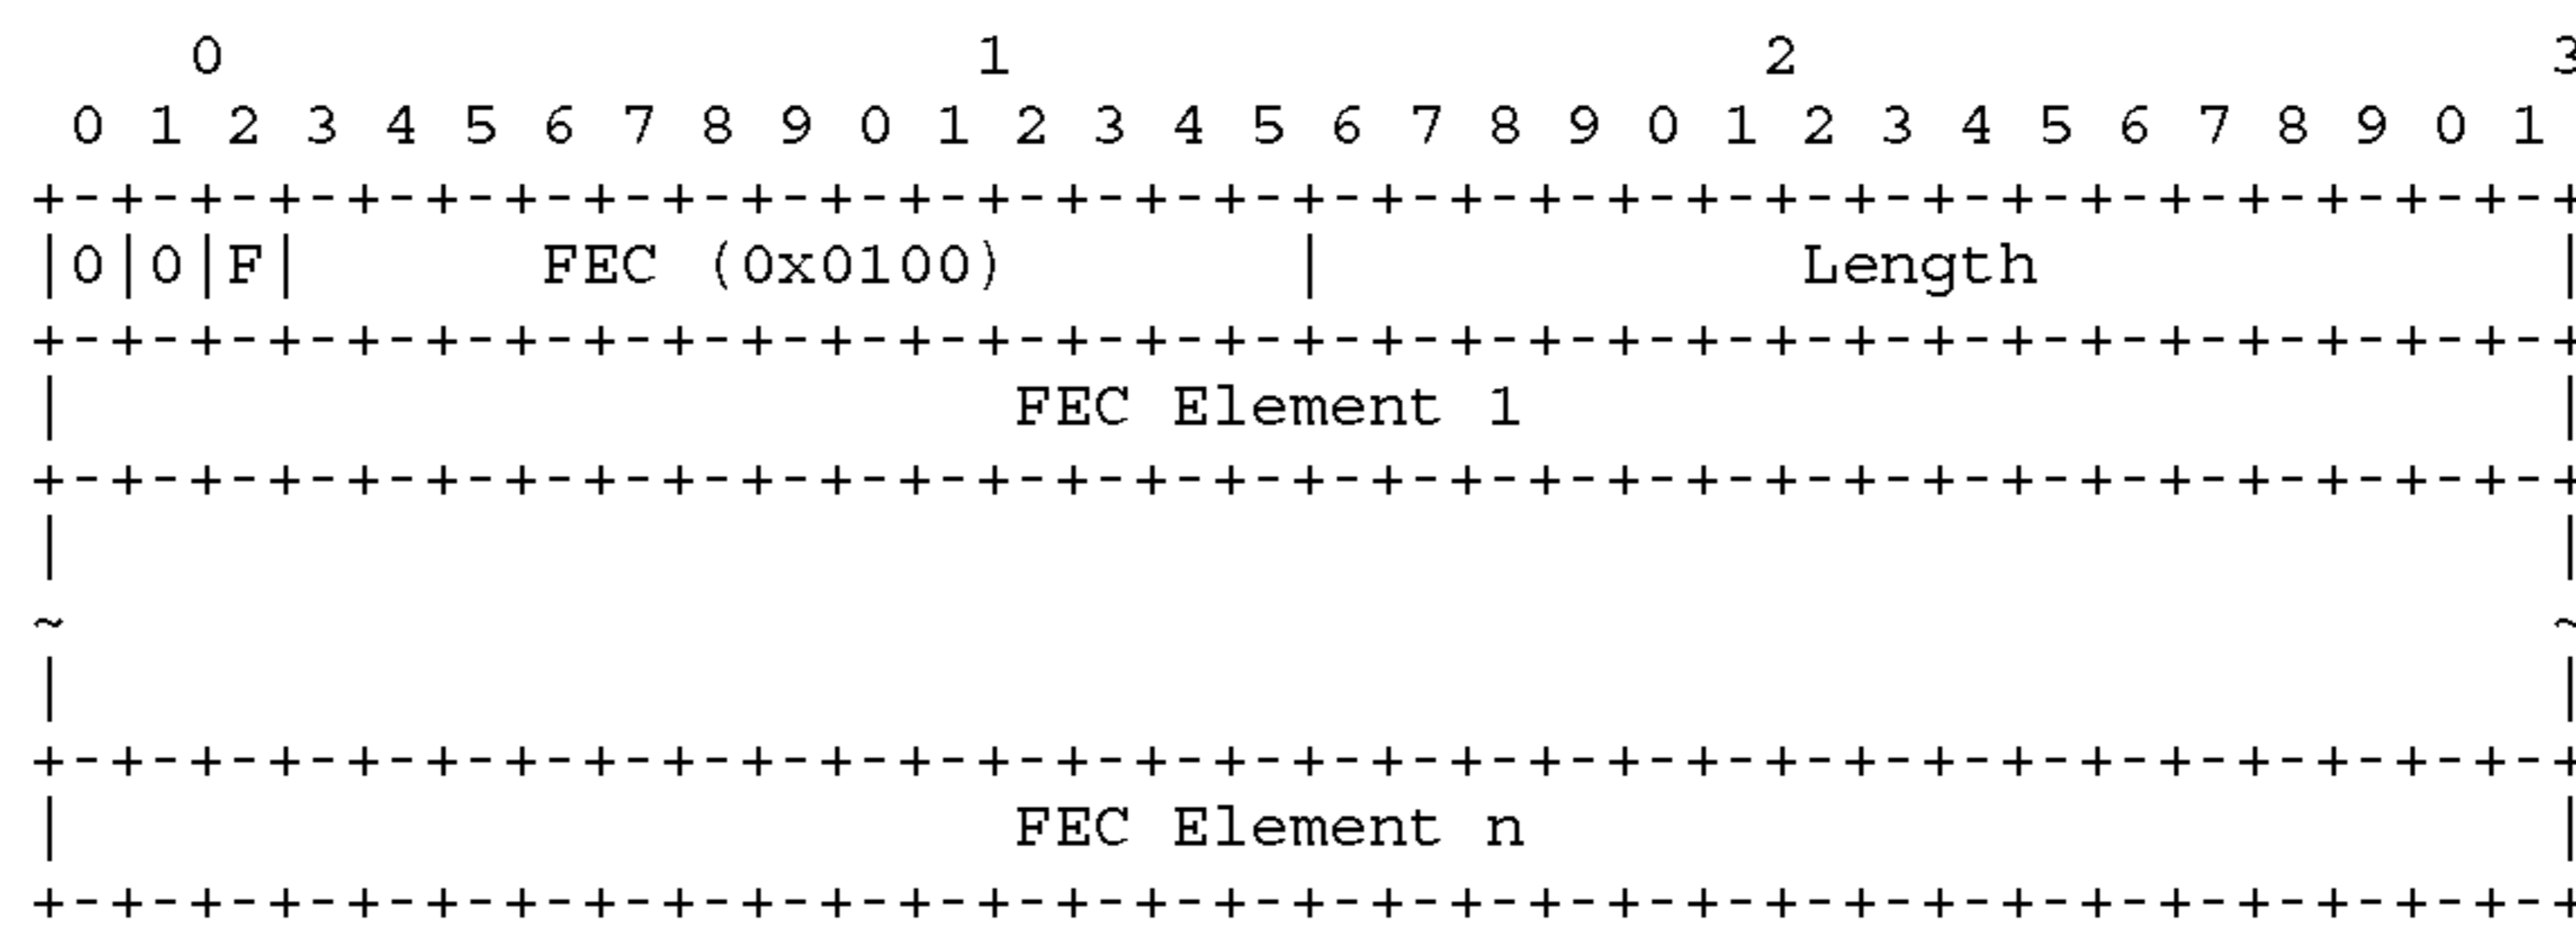 0                   1                   2                   3
 0 1 2 3 4 5 6 7 8 9 0 1 2 3 4 5 6 7 8 9 0 1 2 3 4 5 6 7 8 9 0 1
+-+-+-+-+-+-+-+-+-+-+-+-+-+-+-+-+-+-+-+-+-+-+-+-+-+-+-+-+-+-+-+-+
|0|0|F|      FEC (0x0100)       |            Length             |
+-+-+-+-+-+-+-+-+-+-+-+-+-+-+-+-+-+-+-+-+-+-+-+-+-+-+-+-+-+-+-+-+
|                        FEC Element 1                          |
+-+-+-+-+-+-+-+-+-+-+-+-+-+-+-+-+-+-+-+-+-+-+-+-+-+-+-+-+-+-+-+-+
|                                                               |
~                                                               ~
|                                                               |
+-+-+-+-+-+-+-+-+-+-+-+-+-+-+-+-+-+-+-+-+-+-+-+-+-+-+-+-+-+-+-+-+
|                        FEC Element n                          |
+-+-+-+-+-+-+-+-+-+-+-+-+-+-+-+-+-+-+-+-+-+-+-+-+-+-+-+-+-+-+-+-+